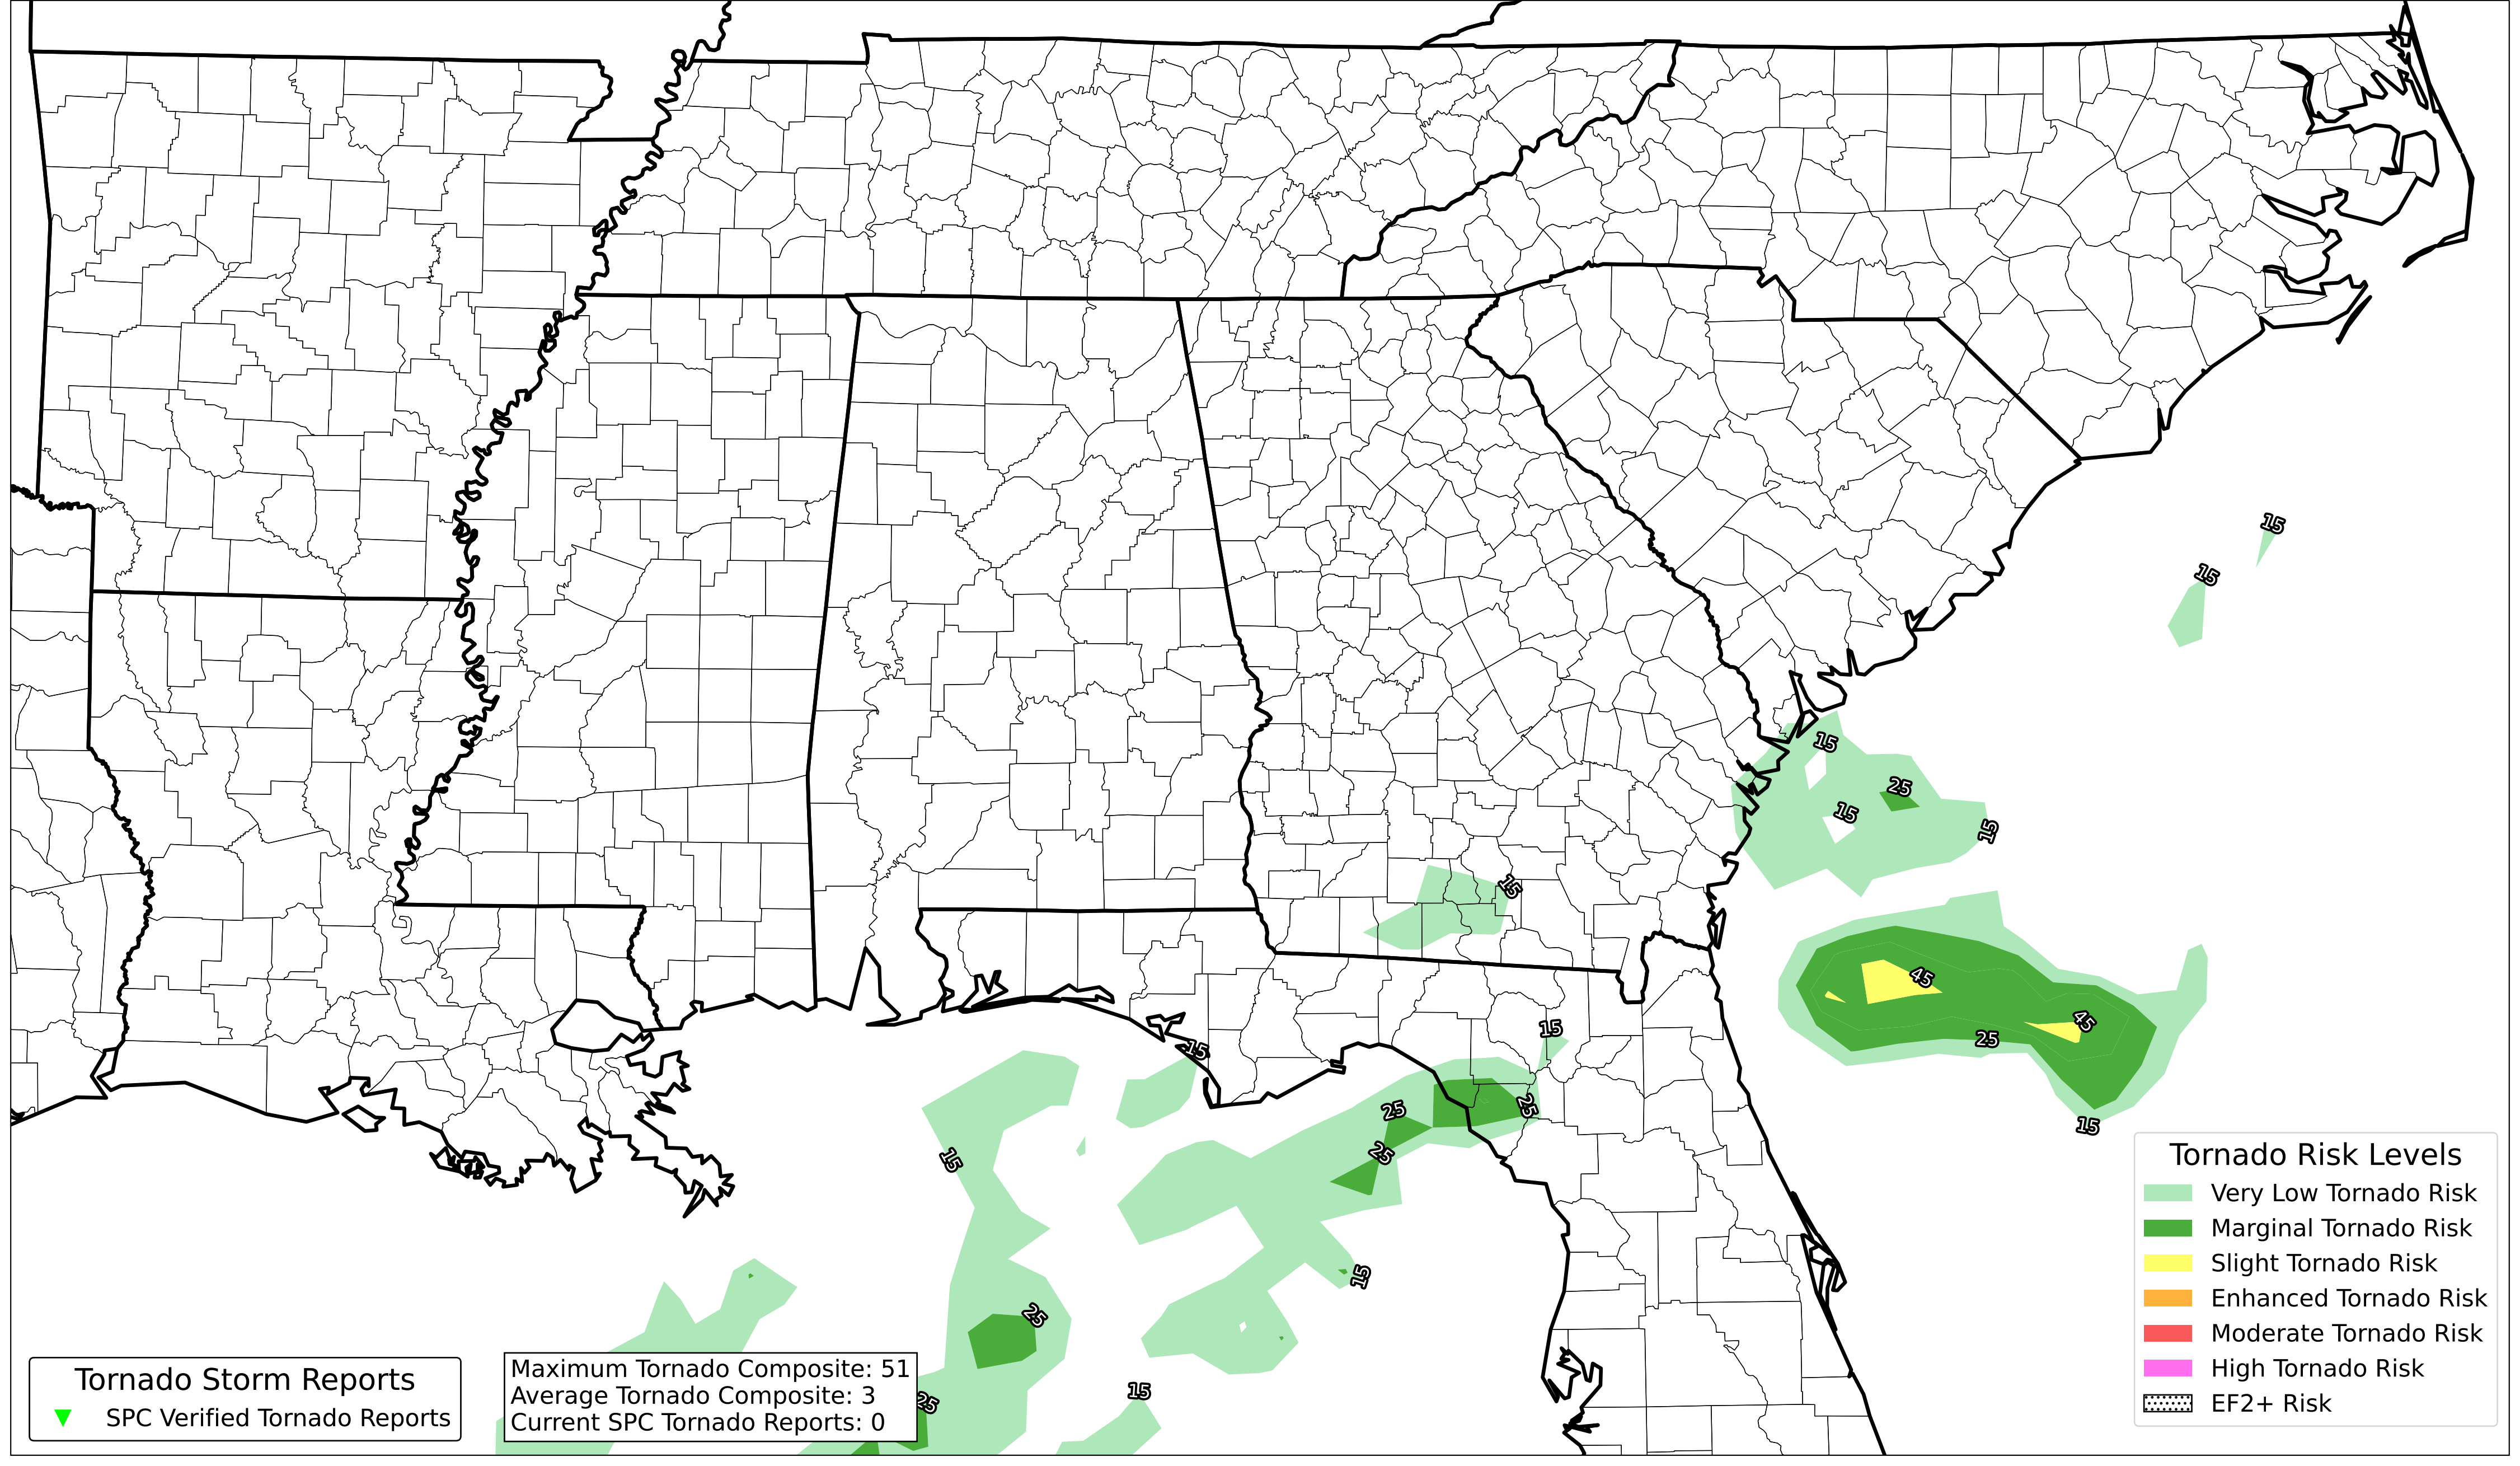 15
15
15
25
15
15
15
45
45
25
15
15
15
25
25
25
15
15
25
25
15
Tornado Storm Reports
SPC Verified Tornado Reports
Maximum Tornado Composite: 51
Average Tornado Composite: 3
Current SPC Tornado Reports: 0
Tornado Risk Levels
Very Low Tornado Risk
Marginal Tornado Risk
Slight Tornado Risk
Enhanced Tornado Risk
Moderate Tornado Risk
High Tornado Risk
EF2+ Risk